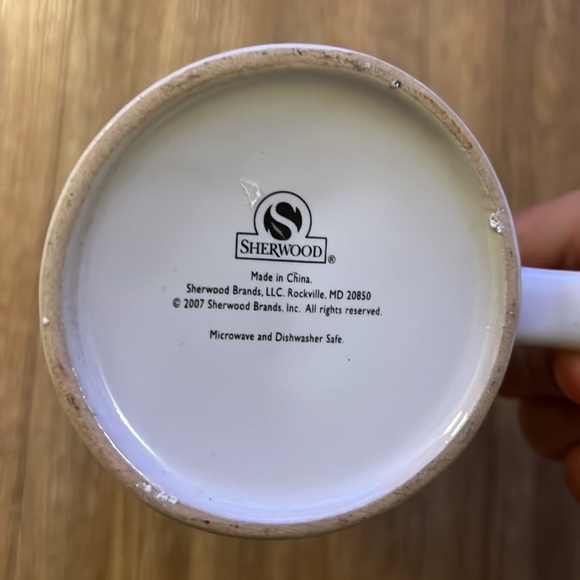 S
SHERWOOD®
Made in China.
Sherwood Brands, LLC. Rockville, MD 20850
© 2007 Sherwood Brands, Inc. All rights reserved.
Microwave and Dishwasher Safe.